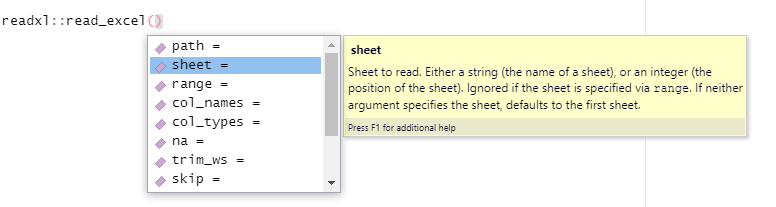 readxl::read_excel()
path =
sheet =
range =
col_names =
col_types =
na =
trim_ws =
skip =
sheet
Sheet to read. Either a string (the name of a sheet), or an integer (the
position of the sheet). Ignored if the sheet is specified via range. If neither
argument specifies the sheet, defaults to the first sheet.
Press F1 for additional help